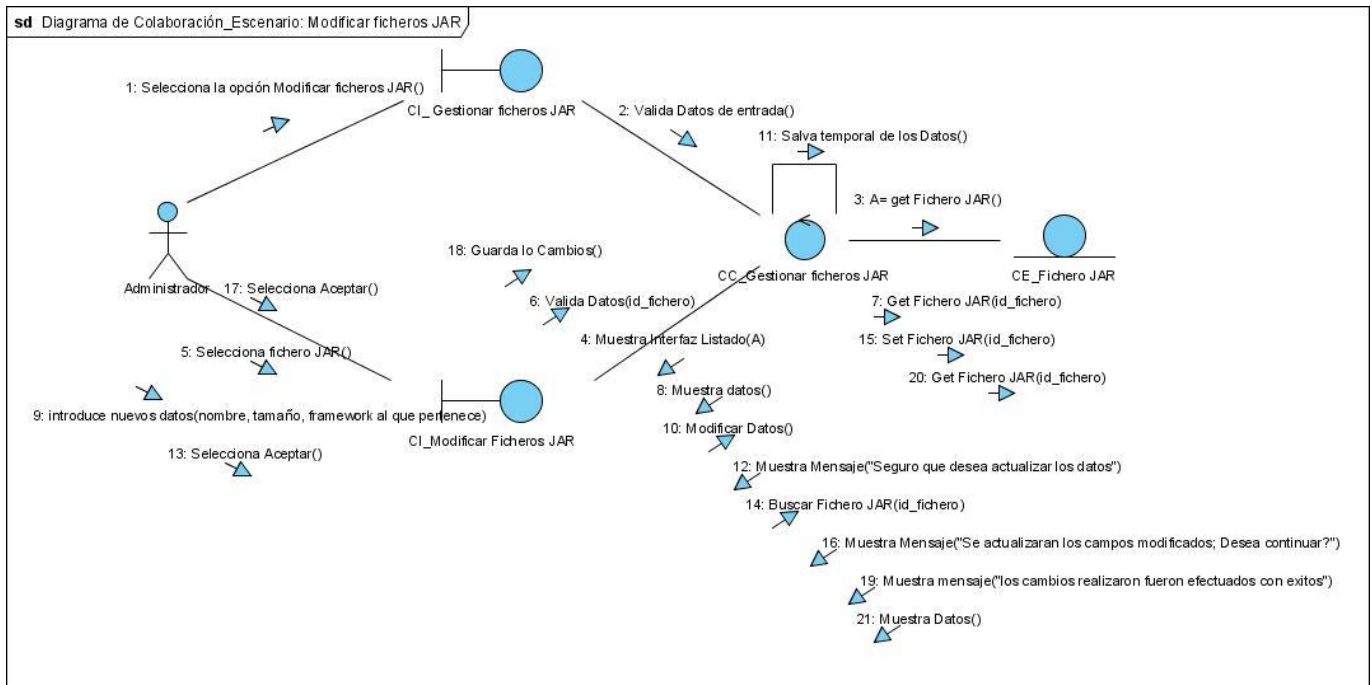 sd Diagrama de Colaboración_Escenario: Modificar ficheros JAR
1: Selecciona la opción Modificar ficheros JAR()
CI_ Gestionar ficheros JAR
2: Valida Datos de entrada()
11: Salva temporal de los Datos()
3: A= get Fichero JAR()
18: Guarda lo Cambios()
CC_Gestionar ficheros JAR
CE_Fichero JAR
Administrador
17: Selecciona Aceptar()
6: Valida Datos(id_fichero)
7: Get Fichero JAR(id_fichero)
4: Muestra Interfaz Listado(A)
15: Set Fichero JAR(id_fichero)
5: Selecciona fichero JAR()
20: Get Fichero JAR(id_fichero)
8: Muestra datos()
9: introduce nuevos datos(nombre, tamaño, framework al que pertenece)
10: Modificar Datos()
CI_Modificar Ficheros JAR
13: Selecciona Aceptar()
12: Muestra Mensaje("Seguro que desea actualizar los datos")
14: Buscar Fichero JAR(id_fichero)
16: Muestra Mensaje("Se actualizaran los campos modificados; Desea continuar?")
19: Muestra mensaje("los cambios realizaron fueron efectuados con exitos")
21: Muestra Datos()